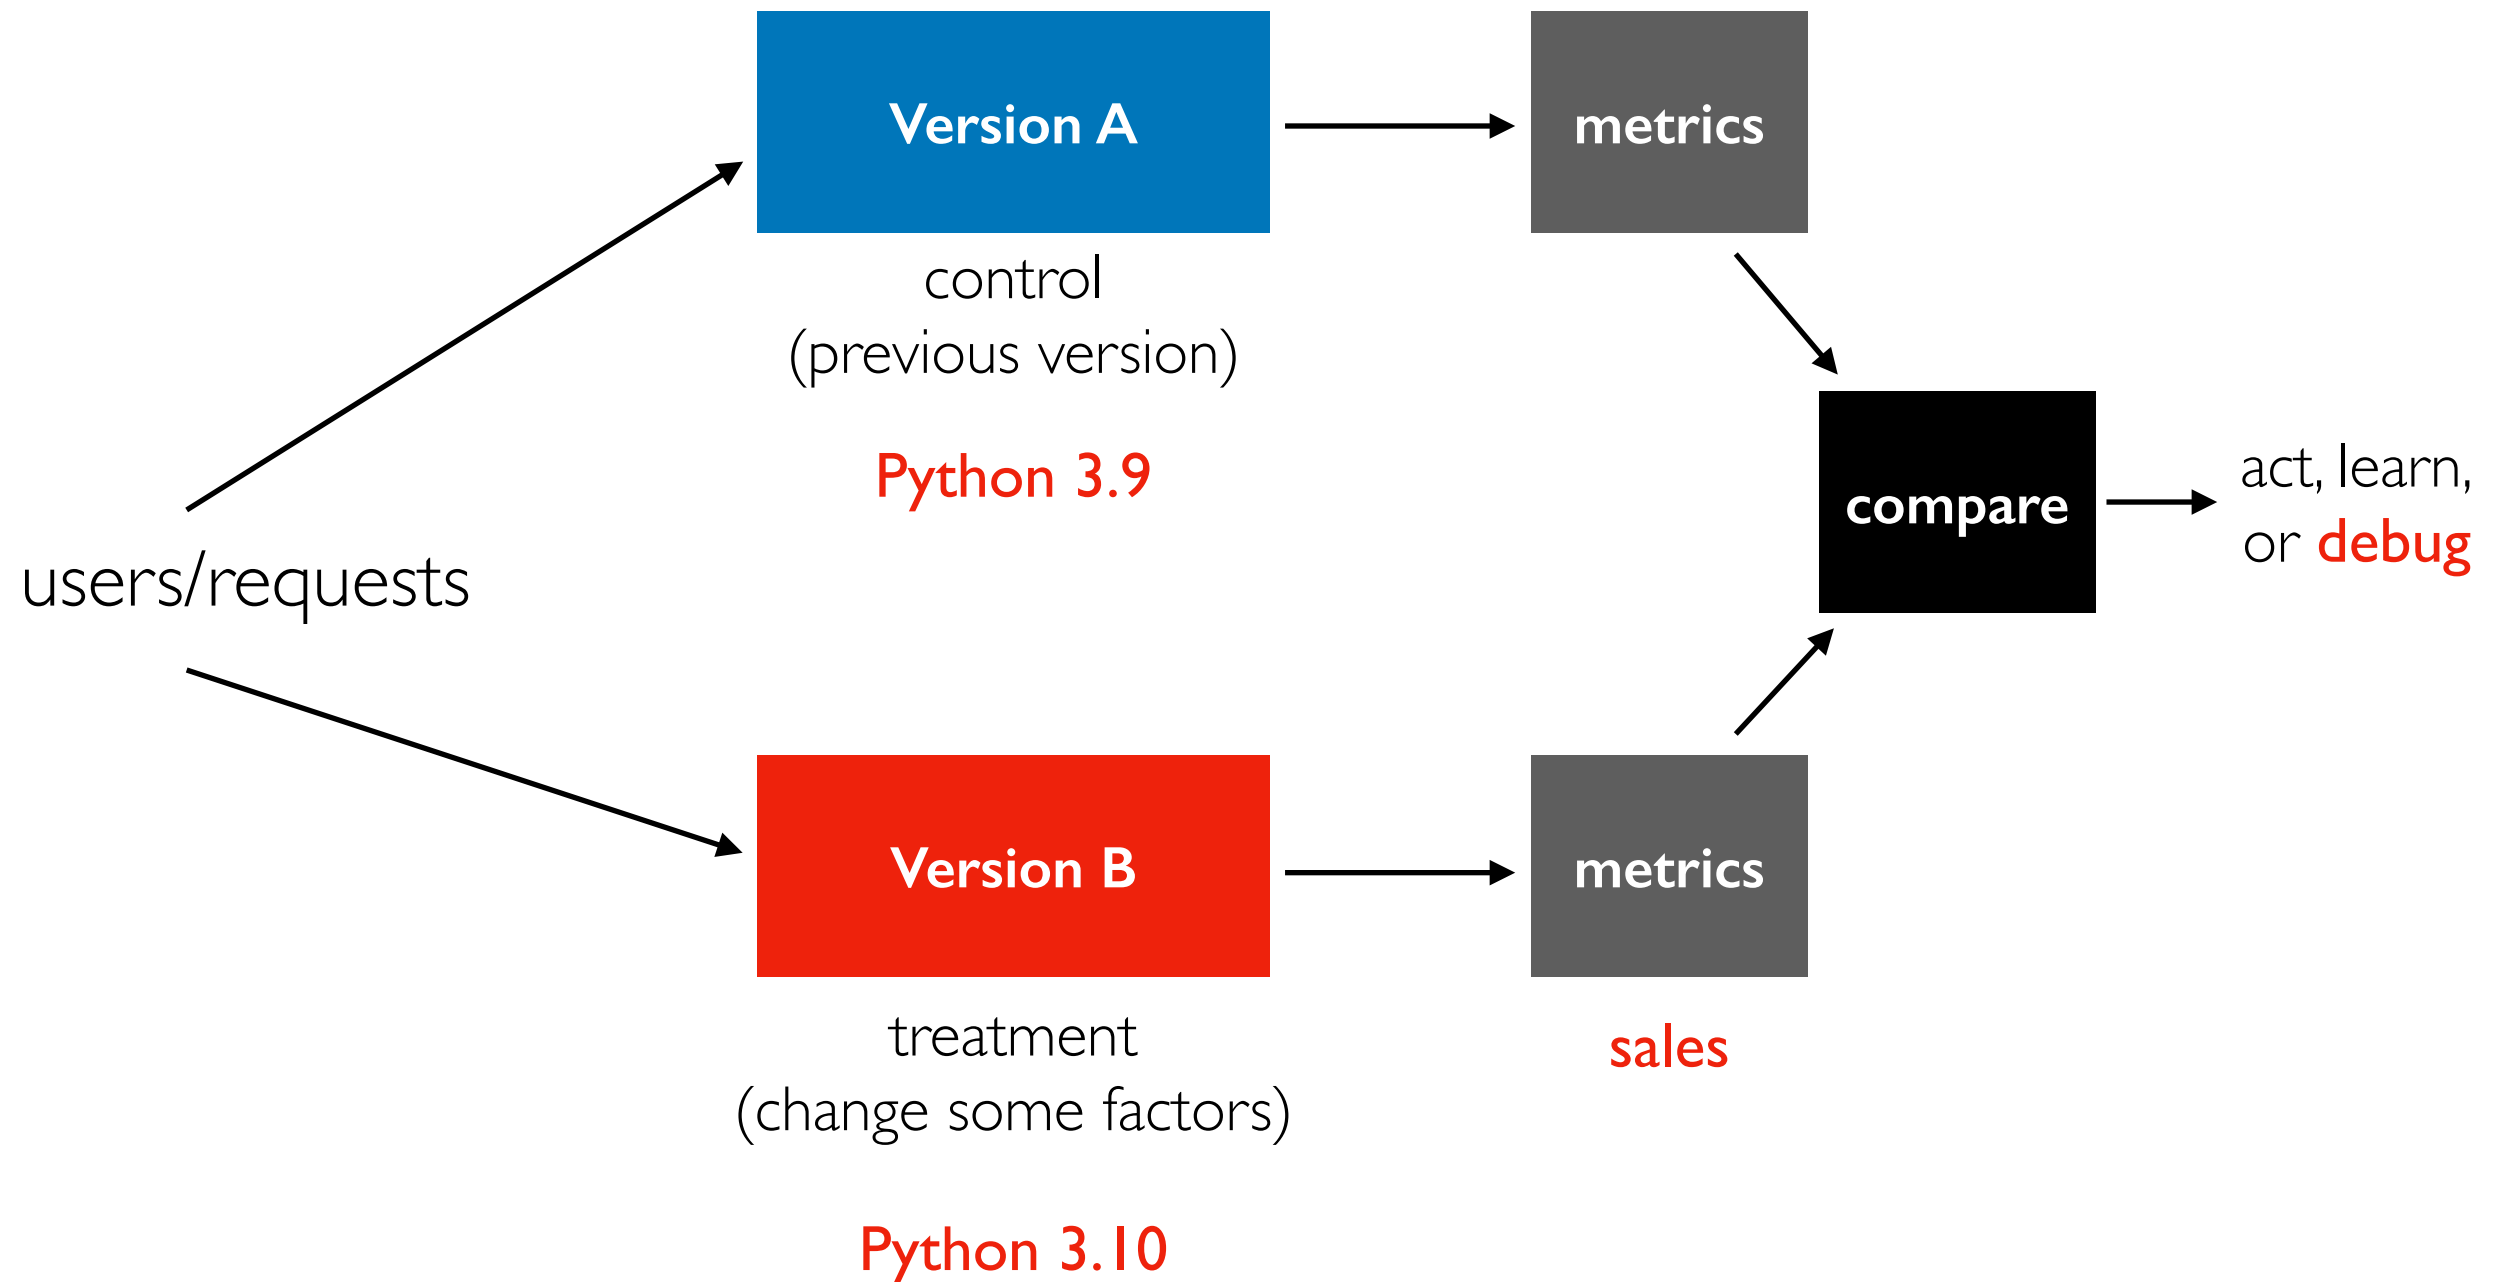 Version A
metrics
control
(previous version)
Python 3.9
users/requests
compare
act, learn,
or debug
Version B
metrics
treatment
(change some factors)
sales
Python 3.10